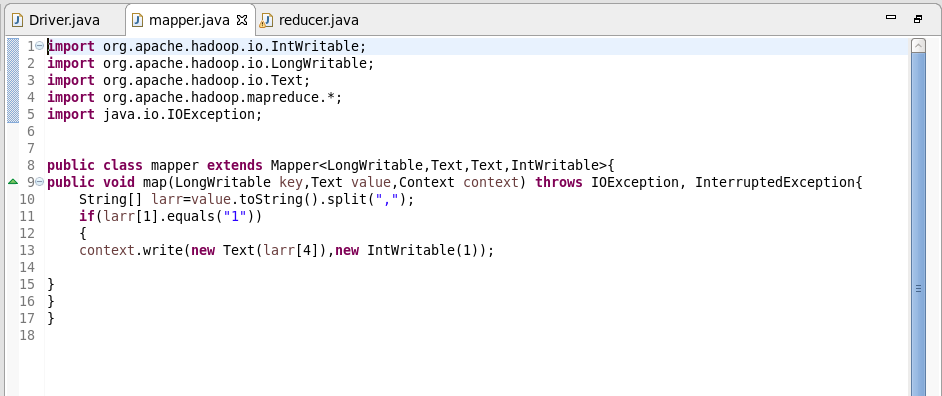 Driver.java mapper.java reducer.java
1 import org.apache.hadoop.io.IntWritable;
2 import org.apache.hadoop.io.LongWritable;
3 import org.apache.hadoop.io.Text;
4 import org.apache.hadoop.mapreduce.*;
5 import java.io.IOException;
6
7
8 public class mapper extends Mapper<LongWritable,Text,Text,IntWritable>{
9 public void map(LongWritable key,Text value,Context context) throws IOException, InterruptedException{
10     String[] larr=value.toString().split(",");
11     if(larr[1].equals("1"))
12     {
13     context.write(new Text(larr[4]),new IntWritable(1));
14
15 }
16 }
17 }
18